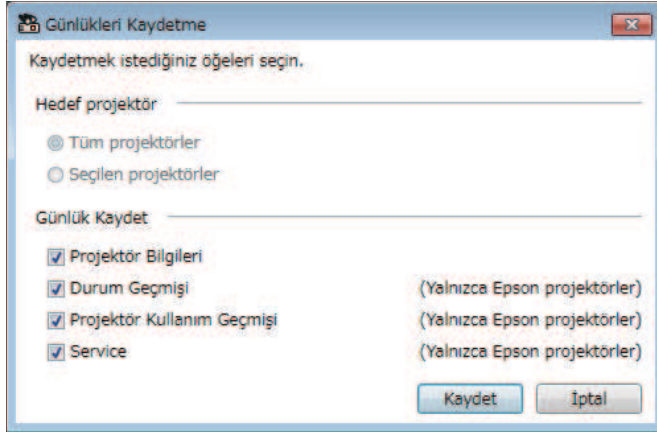 Günlükleri Kaydetme
Kaydetmek istediğiniz öğeleri seçin.
Hedef projektör
Tüm projektörler
Seçilen projektörler
Günlük Kaydet
Projektör Bilgileri
Durum Geçmişi (Yalnızca Epson projektörler)
Projektör Kullanım Geçmişi (Yalnızca Epson projektörler)
Service (Yalnızca Epson projektörler)
Kaydet İptal